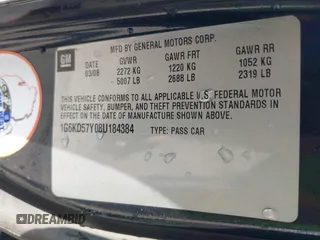 MFD BY GENERAL MOTORS CORP.
GM
DATE GVWR GAWR FRT GAWR RR
03/08 2272 KG 1220 KG 1052 KG
5007 LB 2688 LB 2319 LB
THIS VEHICLE CONFORMS TO ALL APPLICABLE U.S. FEDERAL MOTOR
VEHICLE SAFETY, BUMPER, AND THEFT PREVENTION STANDARDS IN
EFFECT ON THE DATE OF MANUFACTURE SHOWN ABOVE.
1G6KD57Y08U184384 TYPE: PASS CAR
DREAMBID